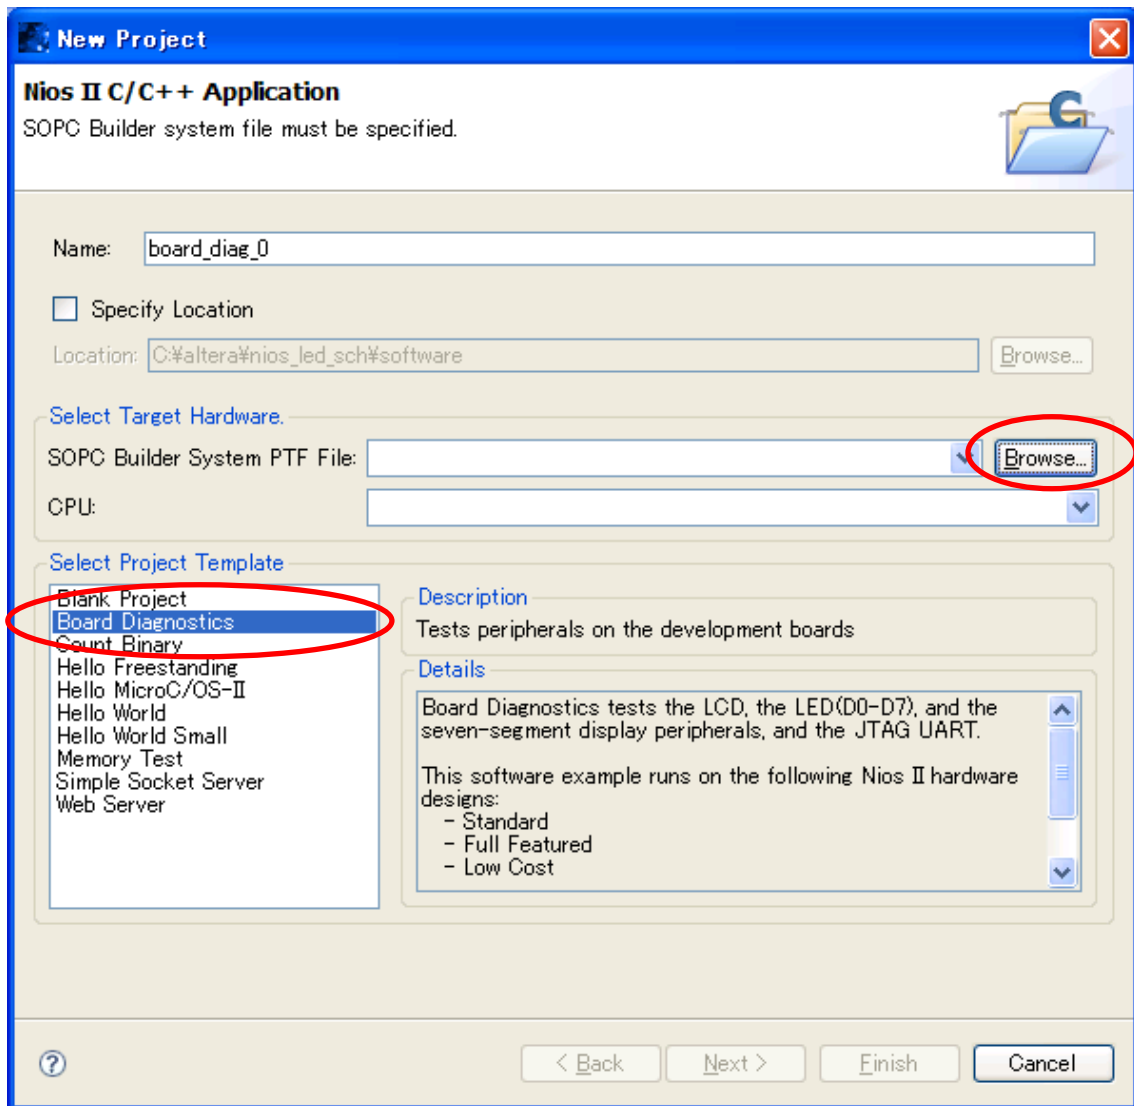 New Project
Nios II C/C++ Application
SOPC Builder system file must be specified.
Name: board_diag_0
Specify Location
Location: C:¥altera¥nios_led_sch¥software Browse...
Select Target Hardware.
SOPC Builder System PTF File: Browse...
CPU:
Select Project Template
Blank Project
Board Diagnostics
Count Binary
Hello Freestanding
Hello MicroC/OS-II
Hello World
Hello World Small
Memory Test
Simple Socket Server
Web Server
Description
Tests peripherals on the development boards
Details
Board Diagnostics tests the LCD, the LED(D0-D7), and the
seven-segment display peripherals, and the JTAG UART.
This software example runs on the following Nios II hardware
designs:
- Standard
- Full Featured
- Low Cost
? < Back Next > Finish Cancel